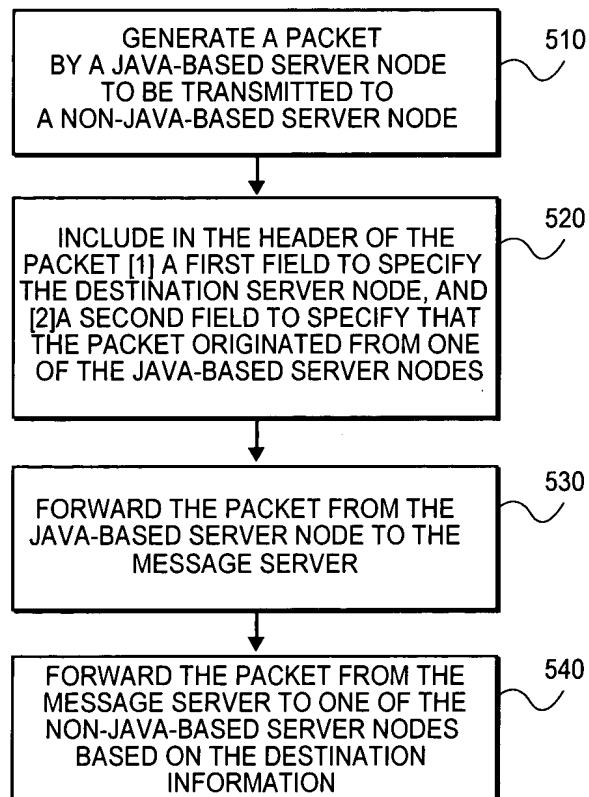 GENERATE A PACKET
BY A JAVA-BASED SERVER NODE
TO BE TRANSMITTED TO
A NON-JAVA-BASED SERVER NODE
510
INCLUDE IN THE HEADER OF THE
PACKET [1] A FIRST FIELD TO SPECIFY
THE DESTINATION SERVER NODE, AND
[2]A SECOND FIELD TO SPECIFY THAT
THE PACKET ORIGINATED FROM ONE
OF THE JAVA-BASED SERVER NODES
520
FORWARD THE PACKET FROM THE
JAVA-BASED SERVER NODE TO THE
MESSAGE SERVER
530
FORWARD THE PACKET FROM THE
MESSAGE SERVER TO ONE OF THE
NON-JAVA-BASED SERVER NODES
BASED ON THE DESTINATION
INFORMATION
540